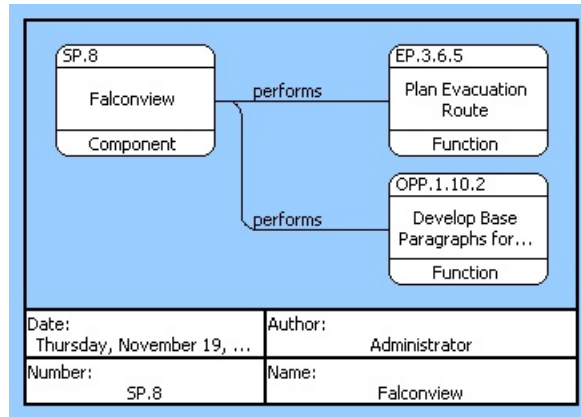 SP.8
Falconview
Component
performs
EP.3.6.5
Plan Evacuation
Route
Function
performs
OPP.1.10.2
Develop Base
Paragraphs for...
Function
Date:
Thursday, November 19, ...
Author:
Administrator
Number:
SP.8
Name:
Falconview